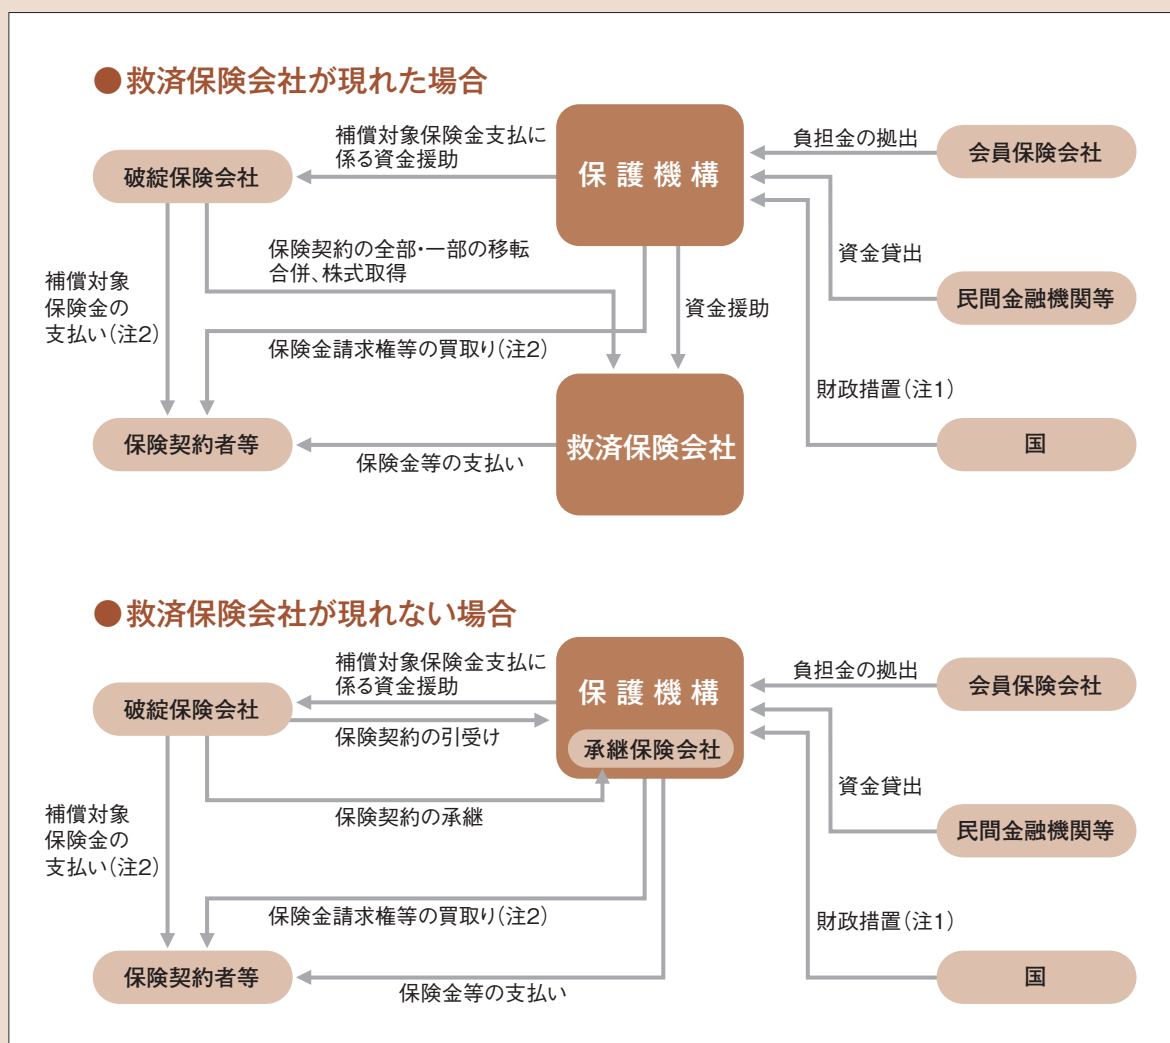 ●救済保険会社が現れた場合
補償対象保険金支払に
係る資金援助
保護機構
負担金の拠出
会員保険会社
破綻保険会社
保険契約の全部・一部の移転
合併、株式取得
資金貸出
補償対象
保険金の
支払い(注2)
民間金融機関等
資金援助
保険金請求権等の買取り(注2)
財政措置(注1)
保険契約者等
救済保険会社
国
保険金等の支払い
●救済保険会社が現れない場合
補償対象保険金支払に
係る資金援助
保護機構
負担金の拠出
会員保険会社
破綻保険会社
保険契約の引受け
承継保険会社
資金貸出
補償対象
保険金の
支払い(注2)
保険契約の承継
民間金融機関等
保険金請求権等の買取り(注2)
財政措置(注1)
保険契約者等
国
保険金等の支払い